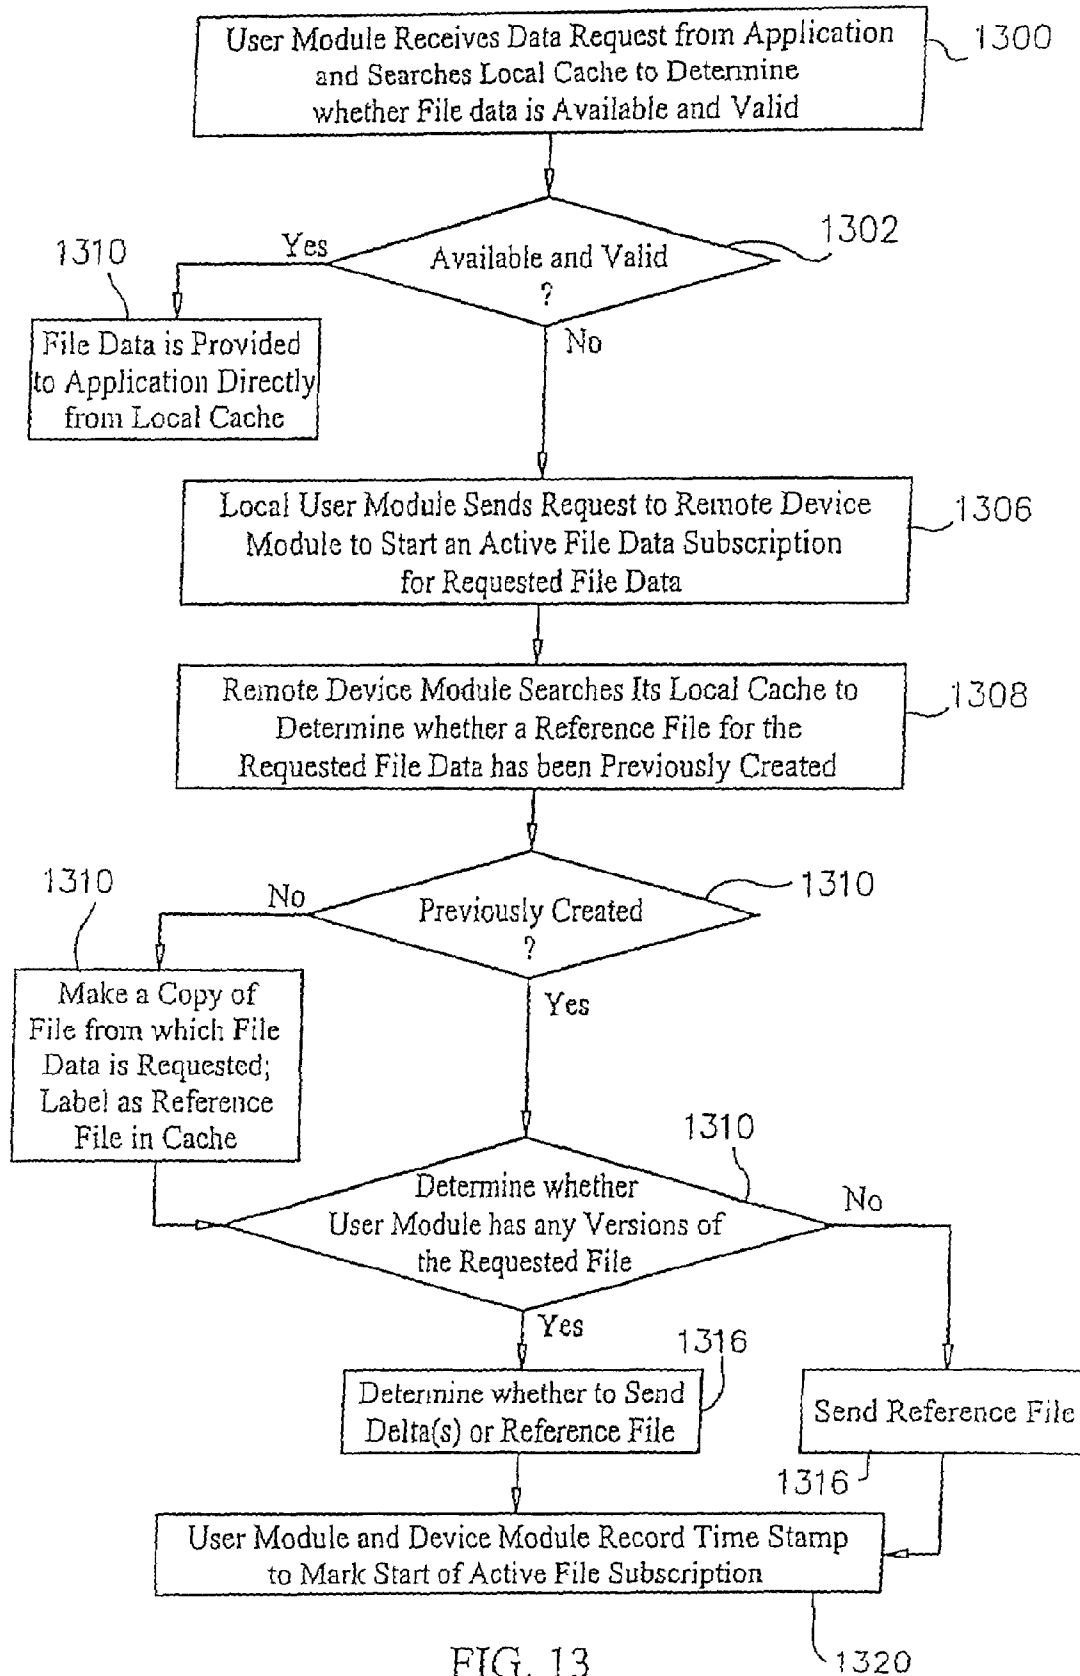 User Module Receives Data Request from Application
and Searches Local Cache to Determine
whether File data is Available and Valid
1300
Available and Valid
?
1302
Yes
No
1310
File Data is Provided
to Application Directly
from Local Cache
Local User Module Sends Request to Remote Device
Module to Start an Active File Data Subscription
for Requested File Data
1306
Remote Device Module Searches Its Local Cache to
Determine whether a Reference File for the
Requested File Data has been Previously Created
1308
Previously Created
?
1310
No
Yes
1310
Make a Copy of
File from which File
Data is Requested;
Label as Reference
File in Cache
Determine whether
User Module has any Versions of
the Requested File
1310
No
Yes
Determine whether to Send
Delta(s) or Reference File
1316
Send Reference File
1316
User Module and Device Module Record Time Stamp
to Mark Start of Active File Subscription
1320
FIG. 13